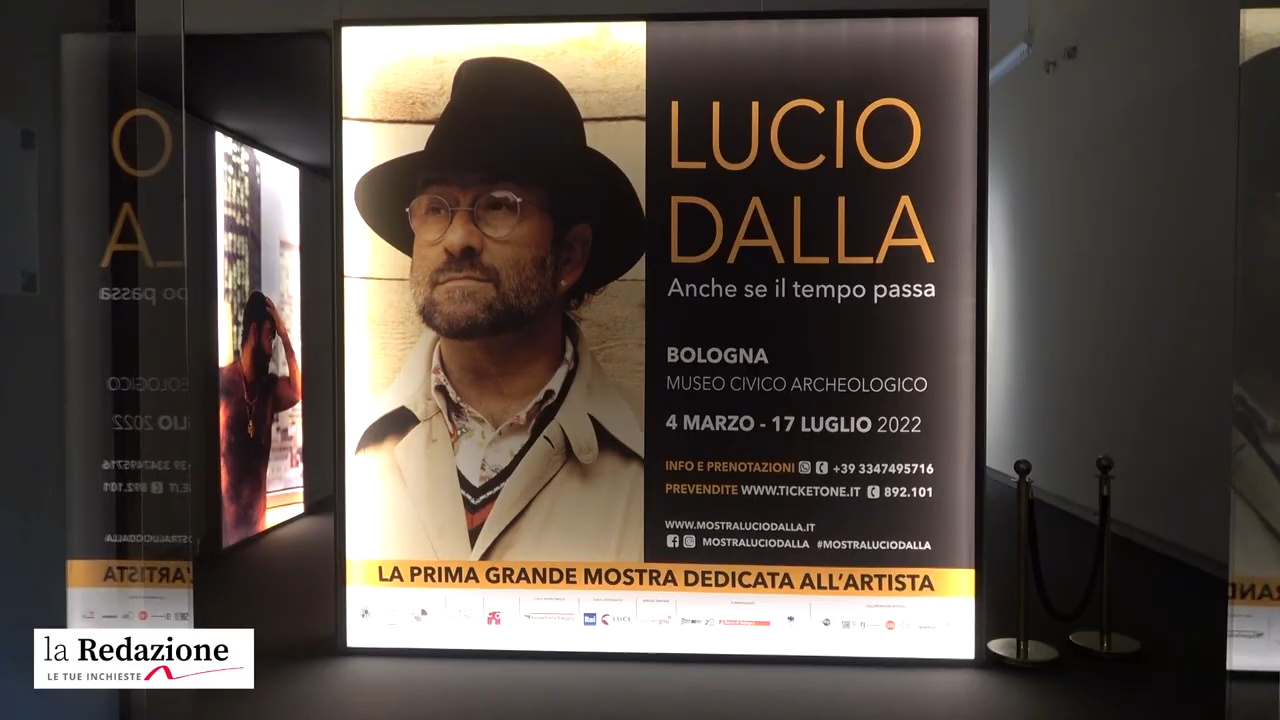 LUCIO
DALLA
Anche se il tempo passa
BOLOGNA
MUSEO CIVICO ARCHEOLOGICO
4 MARZO - 17 LUGLIO 2022
INFO E PRENOTAZIONI +39 3347495716
PREVENDITE WWW.TICKETONE.IT 892.101
WWW.MOSTRALUCIODALLA.IT
MOSTRALUCIODALLA #MOSTRALUCIODALLA
LA PRIMA GRANDE MOSTRA DEDICATA ALL'ARTISTA
Rai
la Redazione
LE TUE INCHIESTE